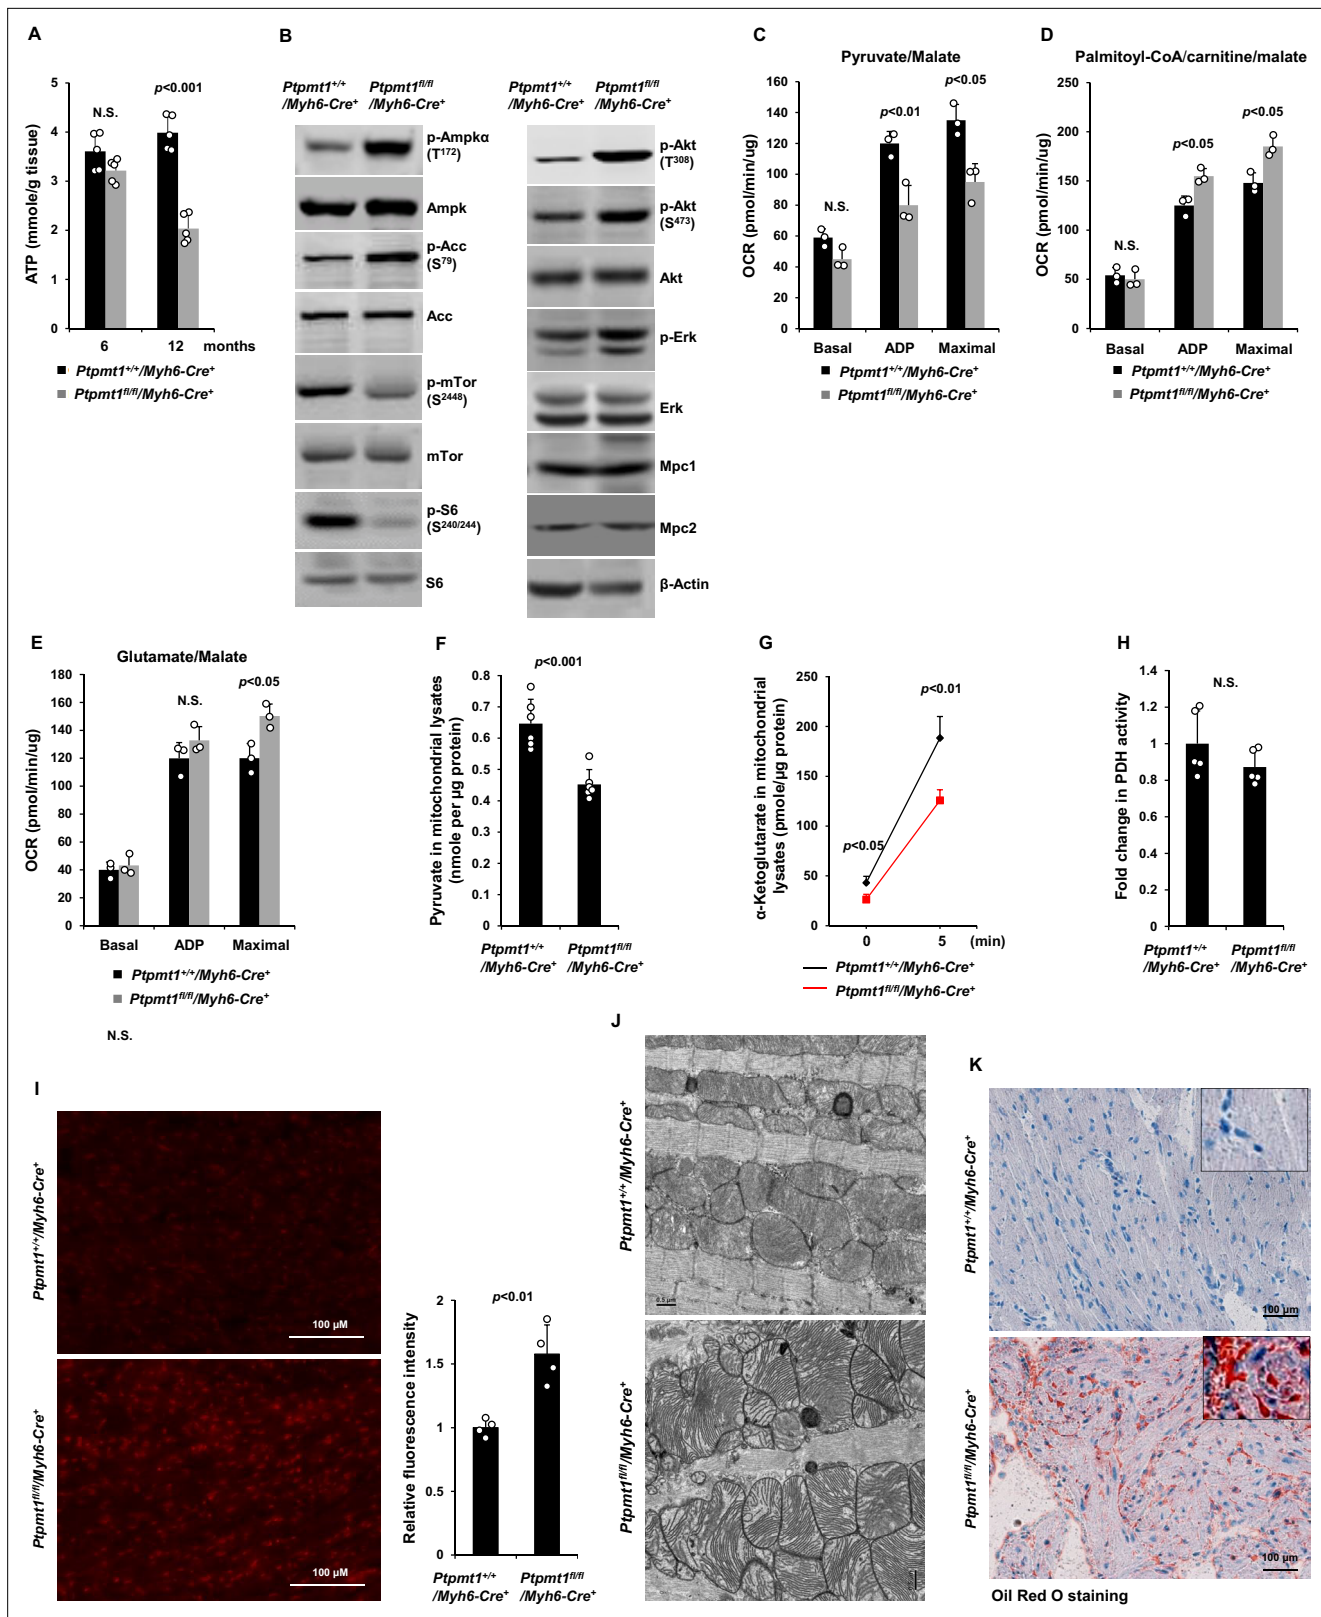 A
ATP (mmole/g tissue)
5
4
3
2
1
0
N.S.
p<0.001
6
12
months
Ptpmt1+/+/Myh6-Cre+
Ptpmt1fl/fl/Myh6-Cre+
B
Ptpmt1+/+
/Myh6-Cre+
Ptpmt1fl/fl
/Myh6-Cre+
p-Ampkα
(T172)
Ampk
p-Acc
(S79)
Acc
p-mTor
(S2448)
mTor
p-S6
(S240/244)
S6
Ptpmt1+/+
/Myh6-Cre+
Ptpmt1fl/fl
/Myh6-Cre+
p-Akt
(T308)
p-Akt
(S473)
Akt
p-Erk
Erk
Mpc1
Mpc2
β-Actin
C
Pyruvate/Malate
OCR (pmol/min/ug)
160
140
120
100
80
60
40
20
0
N.S.
p<0.01
p<0.05
Basal
ADP
Maximal
Ptpmt1+/+/Myh6-Cre+
Ptpmt1fl/fl/Myh6-Cre+
D
Palmitoyl-CoA/carnitine/malate
OCR (pmol/min/ug)
250
200
150
100
50
0
N.S.
p<0.05
p<0.05
Basal
ADP
Maximal
Ptpmt1+/+/Myh6-Cre+
Ptpmt1fl/fl/Myh6-Cre+
E
Glutamate/Malate
OCR (pmol/min/ug)
180
160
140
120
100
80
60
40
20
0
N.S.
p<0.05
Basal
ADP
Maximal
Ptpmt1+/+/Myh6-Cre+
Ptpmt1fl/fl/Myh6-Cre+
N.S.
F
Pyruvate in mitochondrial lysates
(nmole per µg protein)
0.8
0.7
0.6
0.5
0.4
0.3
0.2
0.1
0
p<0.001
Ptpmt1+/+
/Myh6-Cre+
Ptpmt1fl/fl
/Myh6-Cre+
G
α-Ketoglutarate in mitochondrial
lysates (pmole/µg protein)
250
200
150
100
50
0
p<0.05
p<0.01
0
5
(min)
Ptpmt1+/+/Myh6-Cre+
Ptpmt1fl/fl/Myh6-Cre+
H
Fold change in PDH activity
1.4
1.2
1
0.8
0.6
0.4
0.2
0
N.S.
Ptpmt1+/+
/Myh6-Cre+
Ptpmt1fl/fl
/Myh6-Cre+
I
Ptpmt1+/+/Myh6-Cre+
100 µM
Ptpmt1fl/fl/Myh6-Cre+
100 µM
Relative fluorescence intensity
2
1.5
1
0.5
0
p<0.01
Ptpmt1+/+
/Myh6-Cre+
Ptpmt1fl/fl
/Myh6-Cre+
J
Ptpmt1+/+/Myh6-Cre+
0.5 µm
Ptpmt1fl/fl/Myh6-Cre+
K
Ptpmt1+/+/Myh6-Cre+
100 µm
Ptpmt1fl/fl/Myh6-Cre+
100 µm
Oil Red O staining